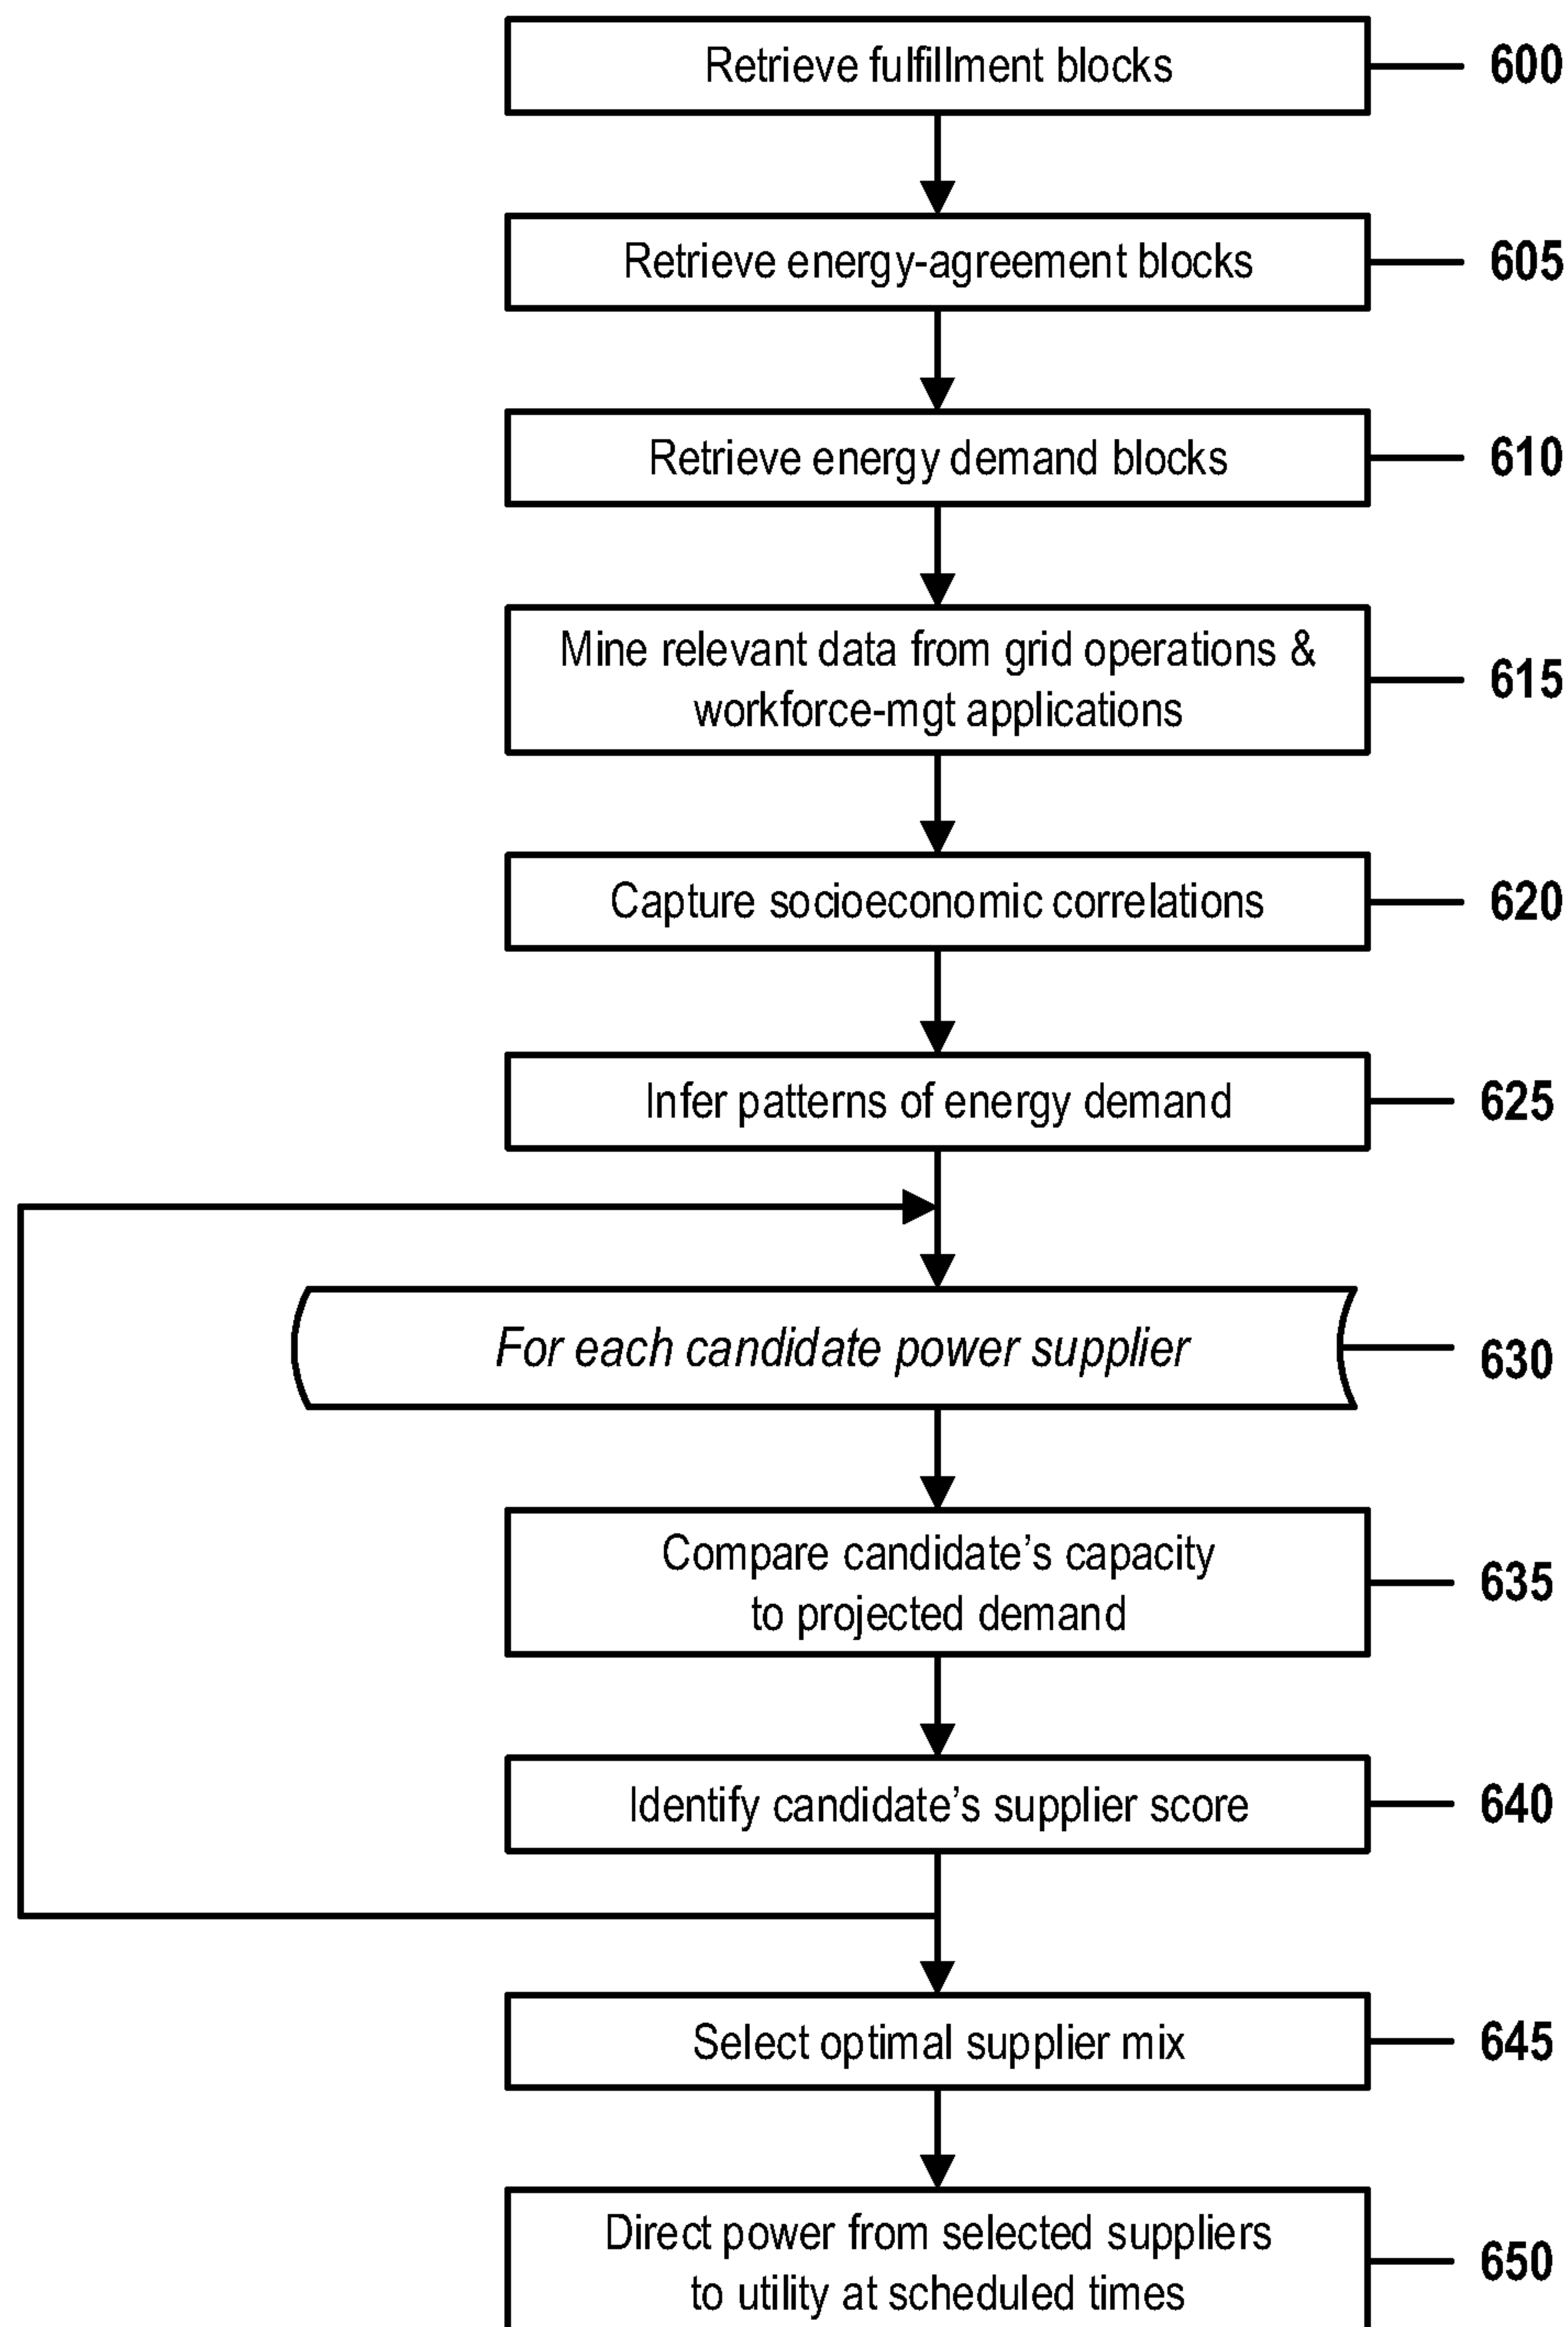 Retrieve fulfillment blocks
600
Retrieve energy-agreement blocks
605
Retrieve energy demand blocks
610
Mine relevant data from grid operations &
workforce-mgt applications
615
Capture socioeconomic correlations
620
Infer patterns of energy demand
625
For each candidate power supplier
630
Compare candidate’s capacity
to projected demand
635
Identify candidate’s supplier score
640
Select optimal supplier mix
645
Direct power from selected suppliers
to utility at scheduled times
650